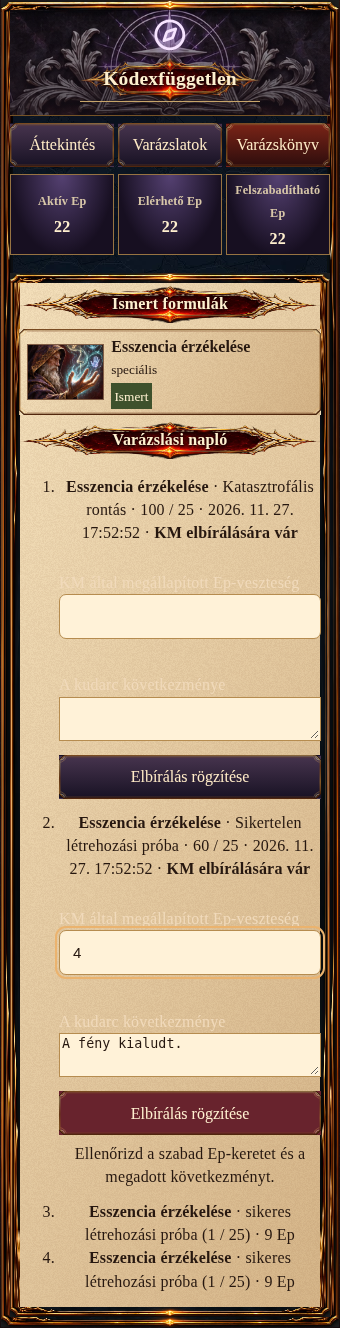 Kódexfüggetlen
Áttekintés
Varázslatok
Varázskönyv
Aktív Ep
22
Elérhető Ep
22
Felszabadítható
Ep
22
Ismert formulák
Esszencia érzékelése
speciális
Ismert
Varázslási napló
1. Esszencia érzékelése · Katasztrofális
rontás · 100 / 25 · 2026. 11. 27.
17:52:52 · KM elbírálására vár
KM által megállapított Ep-veszteség
A kudarc következménye
Elbírálás rögzítése
2. Esszencia érzékelése · Sikertelen
létrehozási próba · 60 / 25 · 2026. 11.
27. 17:52:52 · KM elbírálására vár
KM által megállapított Ep-veszteség
4
A kudarc következménye
A fény kialudt.
Elbírálás rögzítése
Ellenőrizd a szabad Ep-keretet és a
megadott következményt.
3. Esszencia érzékelése · sikeres
létrehozási próba (1 / 25) · 9 Ep
4. Esszencia érzékelése · sikeres
létrehozási próba (1 / 25) · 9 Ep